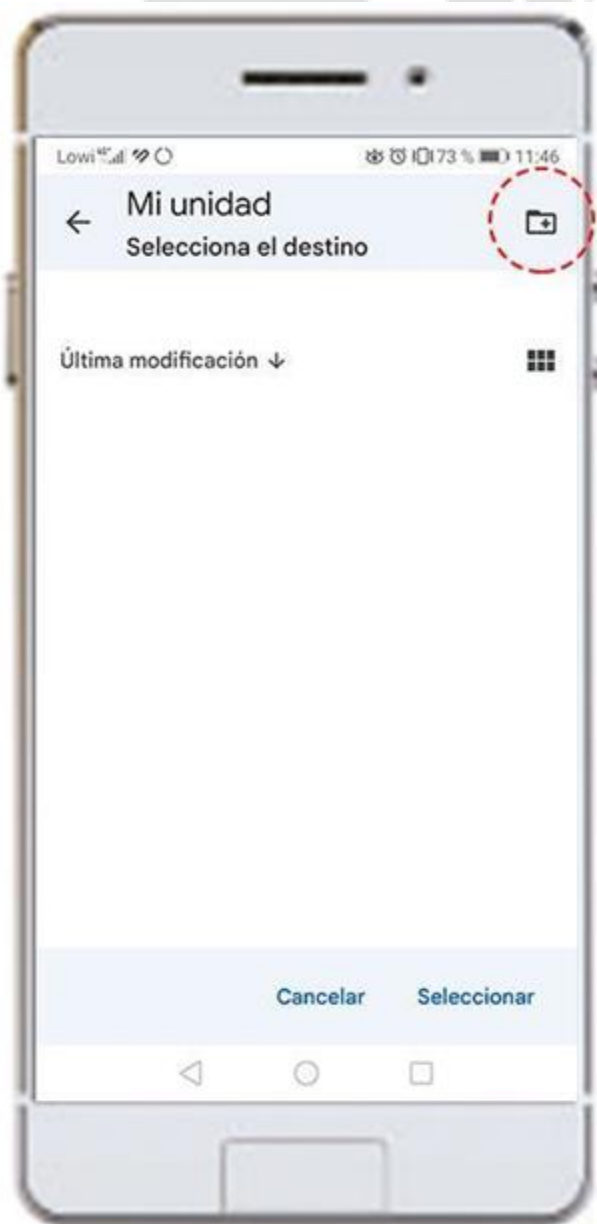 Lowi 73 % 11:46
Mi unidad
Selecciona el destino
Última modificación ↓
Cancelar Seleccionar